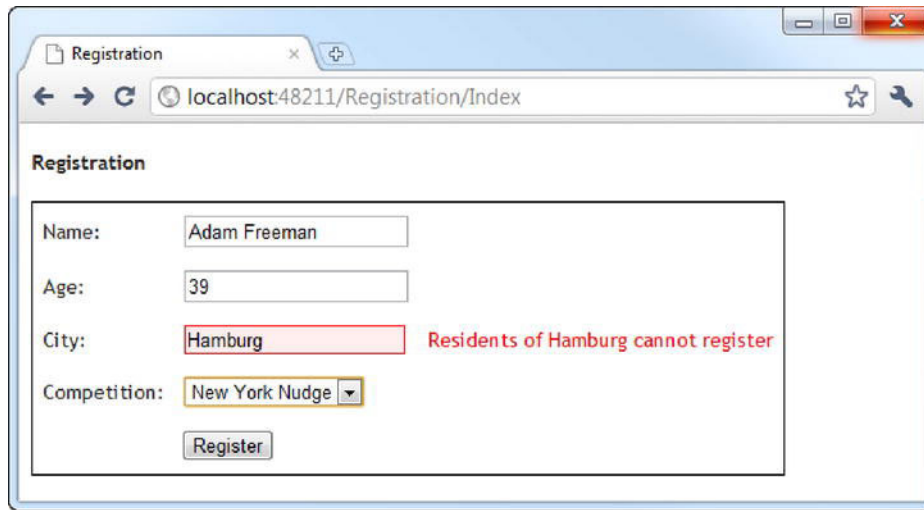 Registration
localhost:48211/Registration/Index
Registration
Name: Adam Freeman
Age: 39
City: Hamburg Residents of Hamburg cannot register
Competition: New York Nudge
Register